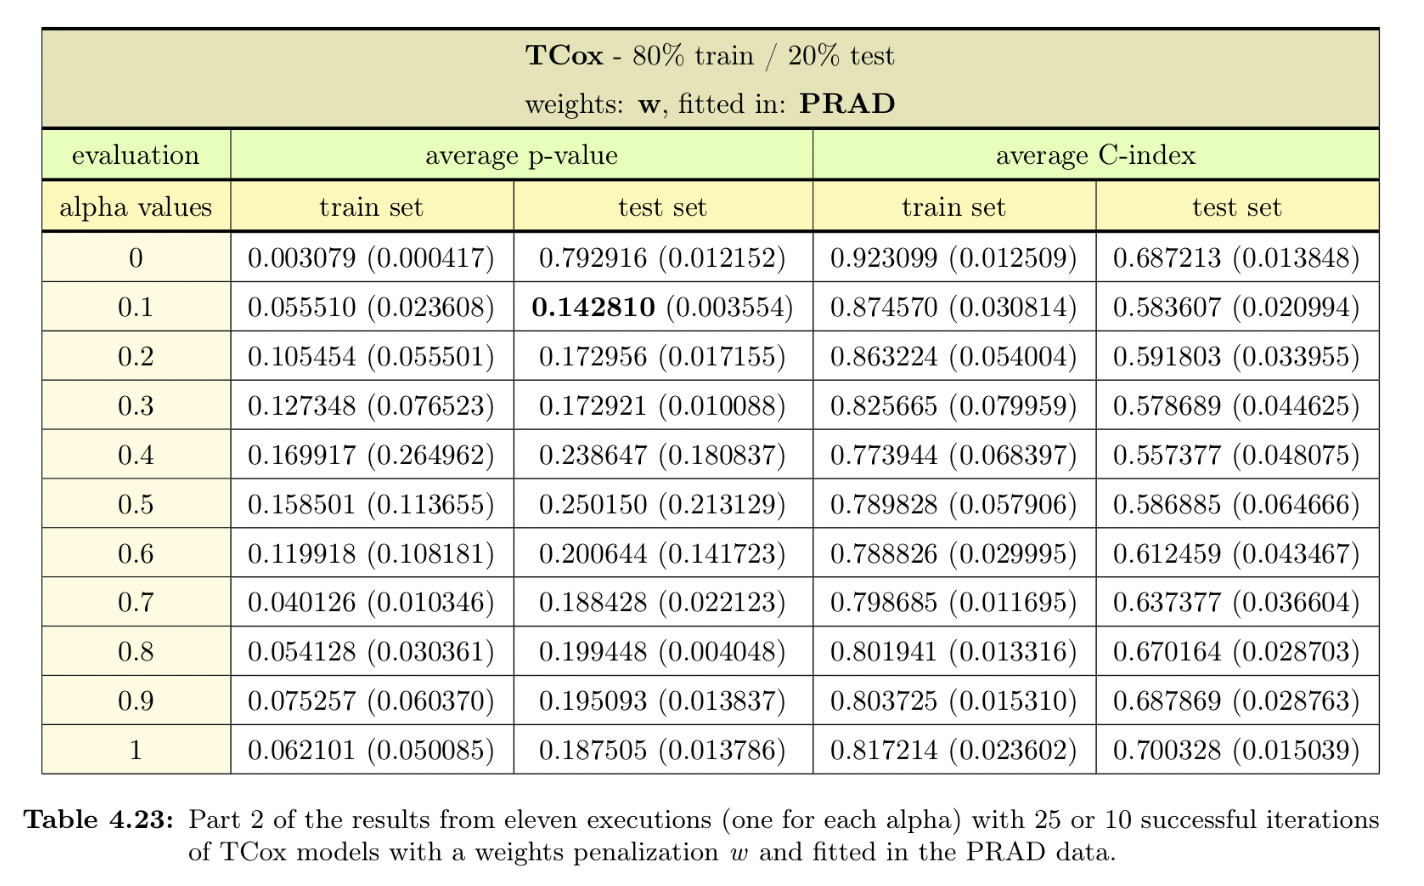 TCox - 80% train / 20% test
weights: w, fitted in: PRAD
evaluation average p-value average C-index
alpha values train set test set train set test set
0 0.003079 (0.000417) 0.792916 (0.012152) 0.923099 (0.012509) 0.687213 (0.013848)
0.1 0.055510 (0.023608) 0.142810 (0.003554) 0.874570 (0.030814) 0.583607 (0.020994)
0.2 0.105454 (0.055501) 0.172956 (0.017155) 0.863224 (0.054004) 0.591803 (0.033955)
0.3 0.127348 (0.076523) 0.172921 (0.010088) 0.825665 (0.079959) 0.578689 (0.044625)
0.4 0.169917 (0.264962) 0.238647 (0.180837) 0.773944 (0.068397) 0.557377 (0.048075)
0.5 0.158501 (0.113655) 0.250150 (0.213129) 0.789828 (0.057906) 0.586885 (0.064666)
0.6 0.119918 (0.108181) 0.200644 (0.141723) 0.788826 (0.029995) 0.612459 (0.043467)
0.7 0.040126 (0.010346) 0.188428 (0.022123) 0.798685 (0.011695) 0.637377 (0.036604)
0.8 0.054128 (0.030361) 0.199448 (0.004048) 0.801941 (0.013316) 0.670164 (0.028703)
0.9 0.075257 (0.060370) 0.195093 (0.013837) 0.803725 (0.015310) 0.687869 (0.028763)
1 0.062101 (0.050085) 0.187505 (0.013786) 0.817214 (0.023602) 0.700328 (0.015039)
Table 4.23: Part 2 of the results from eleven executions (one for each alpha) with 25 or 10 successful iterations
of TCox models with a weights penalization w and fitted in the PRAD data.